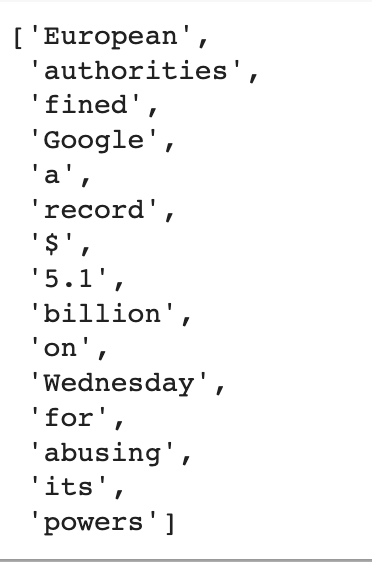 ['European',
'authorities',
'fined',
'Google',
'a',
'record',
'$',
'5.1',
'billion',
'on',
'Wednesday',
'for',
'abusing',
'its',
'powers']